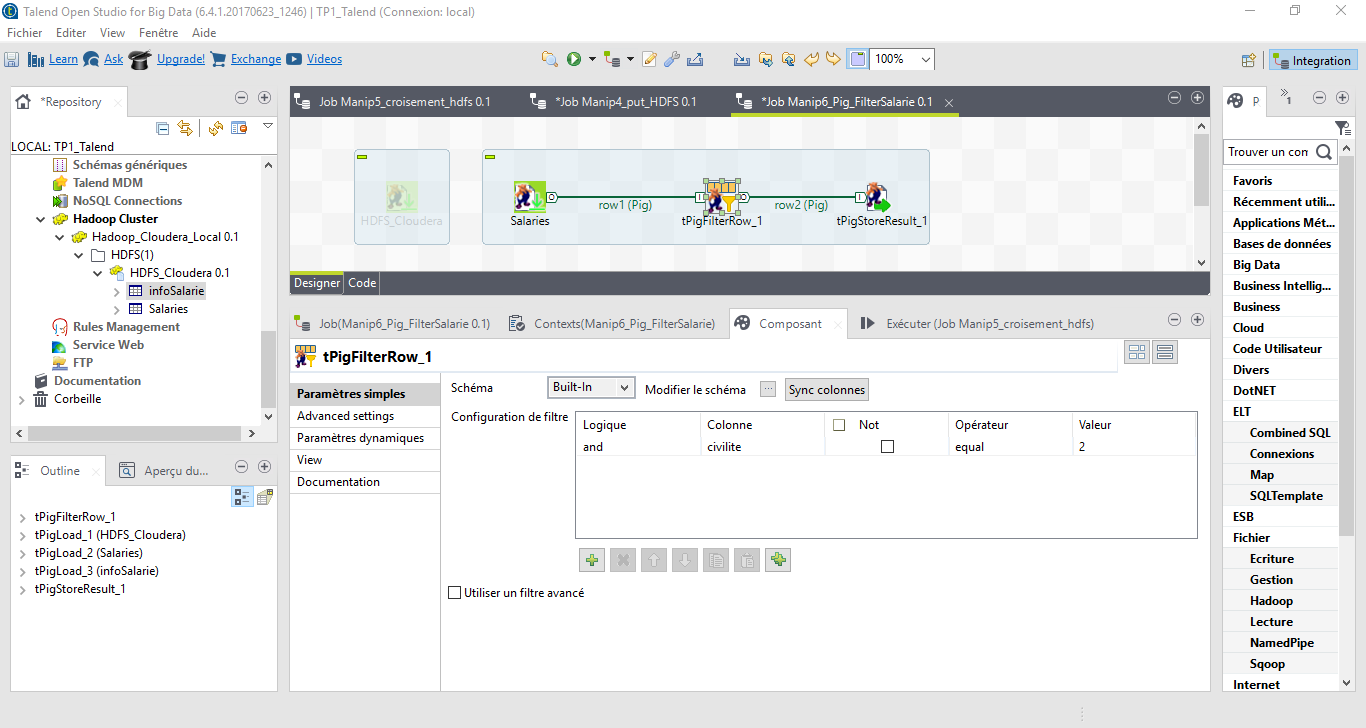 Talend Open Studio for Big Data (6.4.1.20170623_1246) | TP1_Talend (Connexion: local)
Fichier Editer View Fenêtre Aide
Learn Ask Upgrade! Exchange Videos 100% Integration
*Repository
LOCAL: TP1_Talend
Schémas génériques
Talend MDM
NoSQL Connections
Hadoop Cluster
Hadoop_Cloudera_Local 0.1
HDFS(1)
HDFS_Cloudera 0.1
infoSalarie
Salaries
Rules Management
Service Web
FTP
Documentation
Corbeille
Outline Aperçu du...
tPigFilterRow_1
tPigLoad_1 (HDFS_Cloudera)
tPigLoad_2 (Salaries)
tPigLoad_3 (infoSalarie)
tPigStoreResult_1
Job Manip5_croisement_hdfs 0.1 *Job Manip4_put_HDFS 0.1 *Job Manip6_Pig_FilterSalarie 0.1
row1 (Pig) row2 (Pig)
HDFS_Cloudera Salaries tPigFilterRow_1 tPigStoreResult_1
Designer Code
Job(Manip6_Pig_FilterSalarie 0.1) Contexts(Manip6_Pig_FilterSalarie) Composant Exécuter (Job Manip5_croisement_hdfs)
tPigFilterRow_1
Paramètres simples
Advanced settings
Paramètres dynamiques
View
Documentation
Schéma Built-In Modifier le schéma ... Sync colonnes
Configuration de filtre
Logique Colonne Not Opérateur Valeur
and civilite equal 2
Utiliser un filtre avancé
P 1
Trouver un con
Favoris
Récemment utili...
Applications Mét...
Bases de données
Big Data
Business Intellig...
Business
Cloud
Code Utilisateur
Divers
DotNET
ELT
Combined SQL
Connexions
Map
SQLTemplate
ESB
Fichier
Ecriture
Gestion
Hadoop
Lecture
NamedPipe
Sqoop
Internet